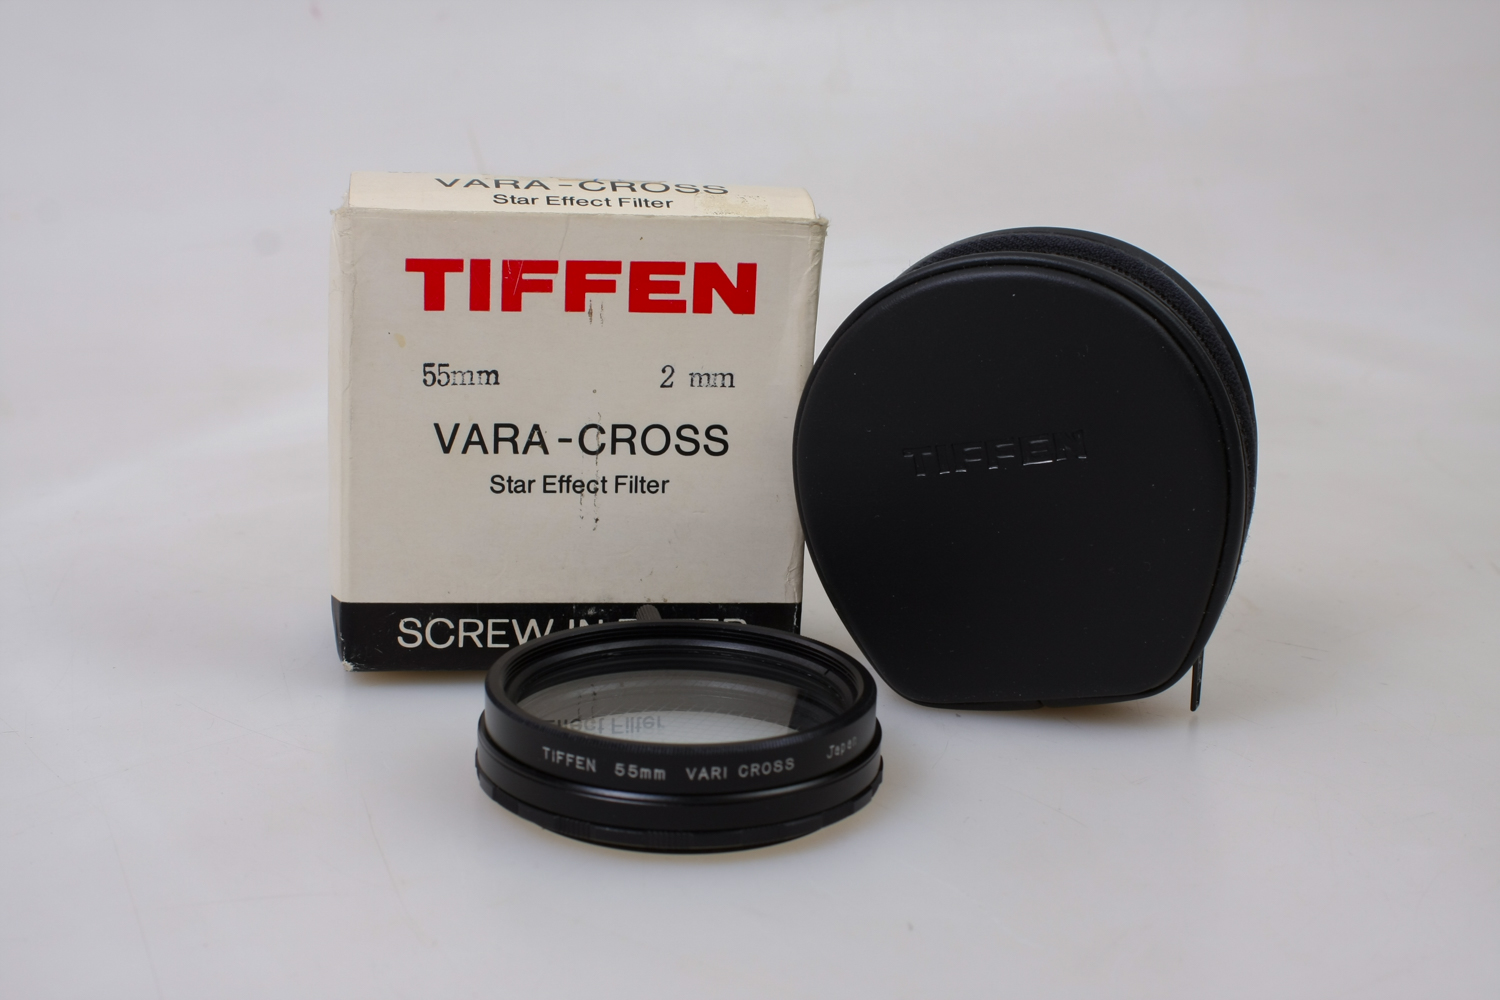 VARA-CROSS
Star Effect Filter
TIFFEN
55mm 2 mm
VARA-CROSS
Star Effect Filter
SCREW-IN
TIFFEN
Filter
TIFFEN 55mm VARI CROSS Japan